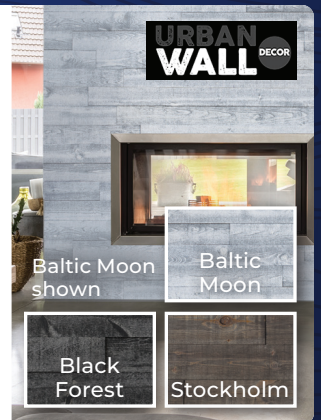 URBAN
WALL
DECOR
Baltic Moon
shown
Baltic
Moon
Black
Forest
Stockholm